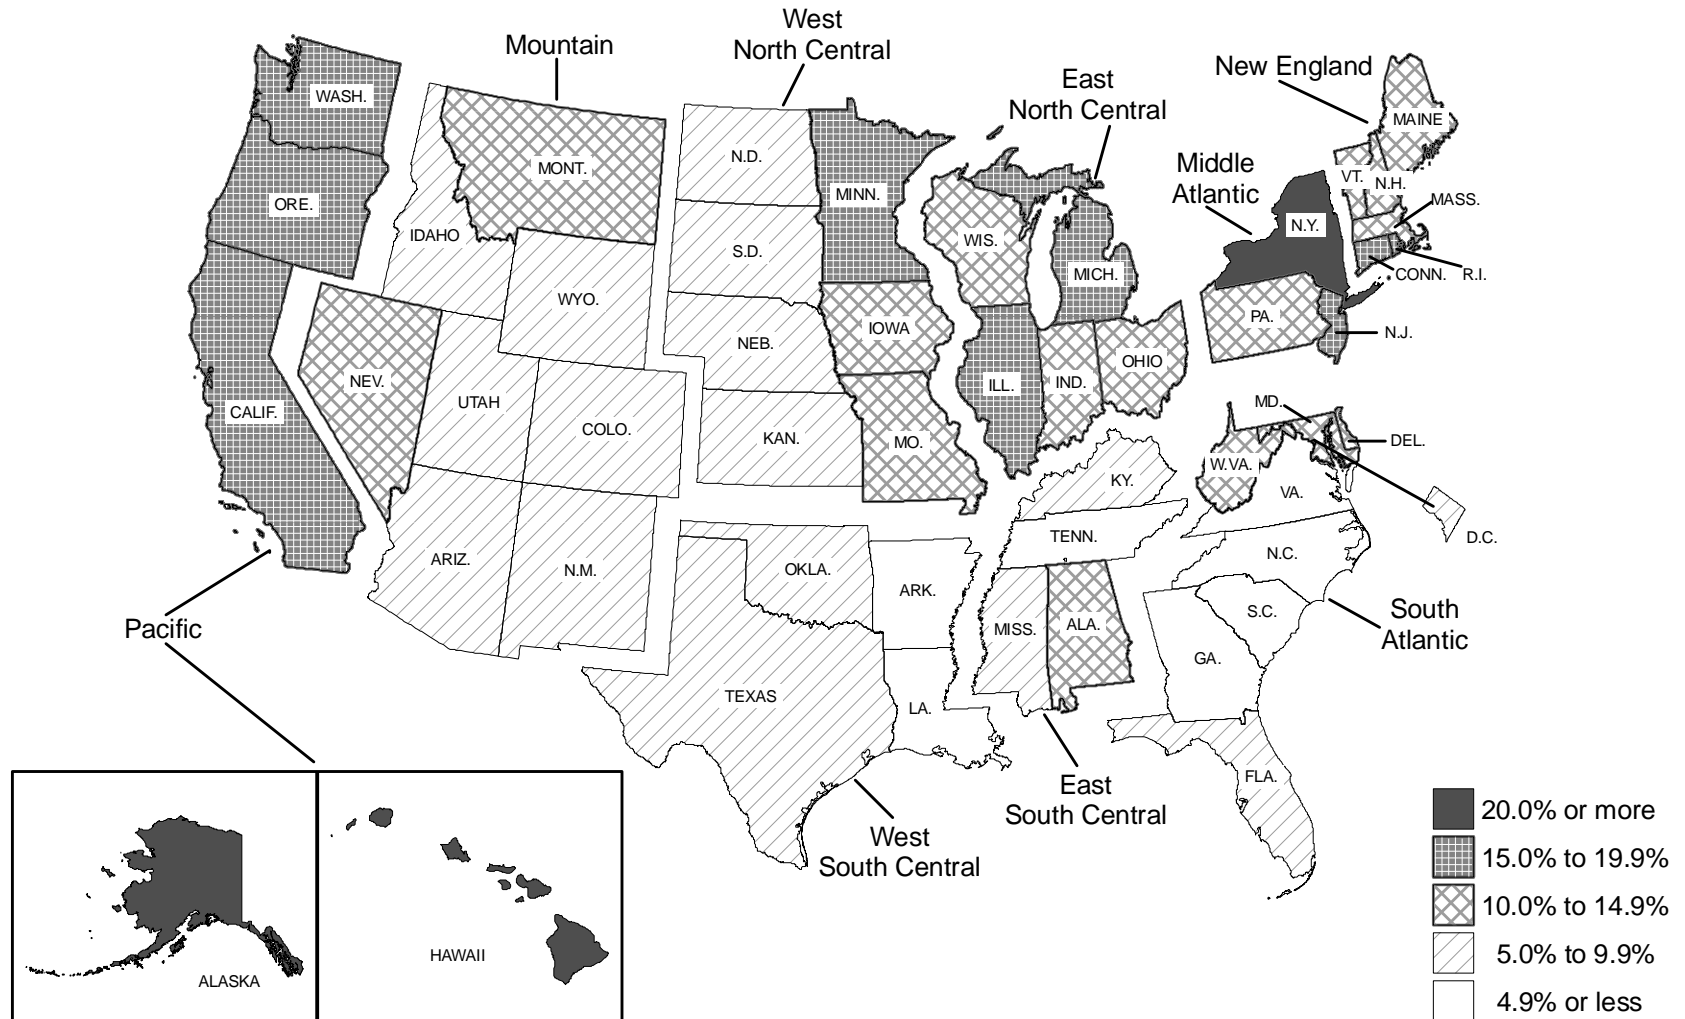 West
North Central
Mountain
East
North Central
New England
WASH.
MAINE
N.D.
MONT.
Middle
Atlantic
VT.
N.H.
MINN.
MASS.
ORE.
N.Y.
IDAHO
WIS.
S.D.
MICH.
CONN.
R.I.
WYO.
PA.
IOWA
N.J.
NEB.
OHIO
NEV.
IND.
ILL.
UTAH
MD.
CALIF.
COLO.
KAN.
MO.
DEL.
W.VA.
KY.
VA.
TENN.
D.C.
N.C.
ARIZ.
N.M.
OKLA.
ARK.
S.C.
South
Atlantic
Pacific
MISS.
ALA.
GA.
TEXAS
LA.
FLA.
East
South Central
West
South Central
HAWAII
ALASKA
20.0% or more
15.0% to 19.9%
10.0% to 14.9%
5.0% to 9.9%
4.9% or less